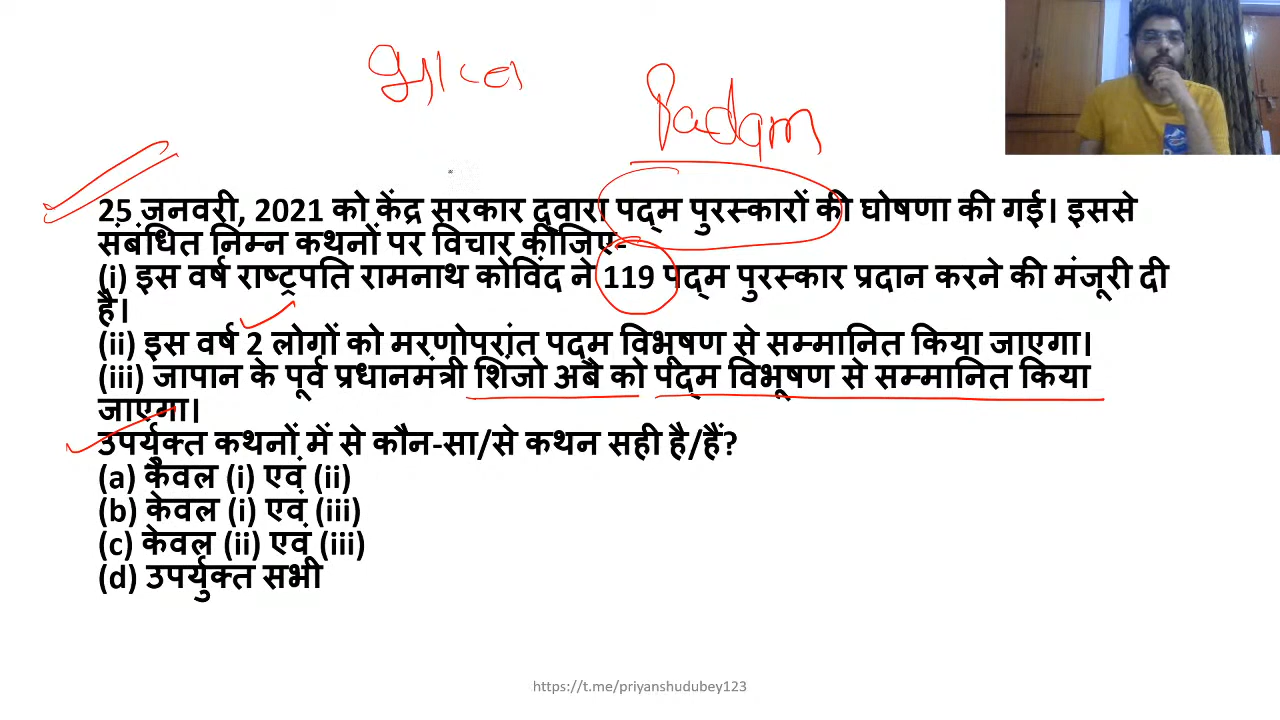 Padam
25 जनवरी, 2021 को केंद्र सरकार द्वारा पद्म पुरस्कारों की घोषणा की गई। इससे
संबंधित निम्न कथनों पर विचार कीजिए-
(i) इस वर्ष राष्ट्रपति रामनाथ कोविंद ने 119 पद्म पुरस्कार प्रदान करने की मंजूरी दी
है।
(ii) इस वर्ष 2 लोगों को मरणोपरांत पद्म विभूषण से सम्मानित किया जाएगा।
(iii) जापान के पूर्व प्रधानमंत्री शिंजो अबे को पद्म विभूषण से सम्मानित किया
जाएगा।
उपर्युक्त कथनों में से कौन-सा/से कथन सही है/हैं?
(a) केवल (i) एवं (ii)
(b) केवल (i) एवं (iii)
(c) केवल (ii) एवं (iii)
(d) उपर्युक्त सभी
https://t.me/priyanshudubey123